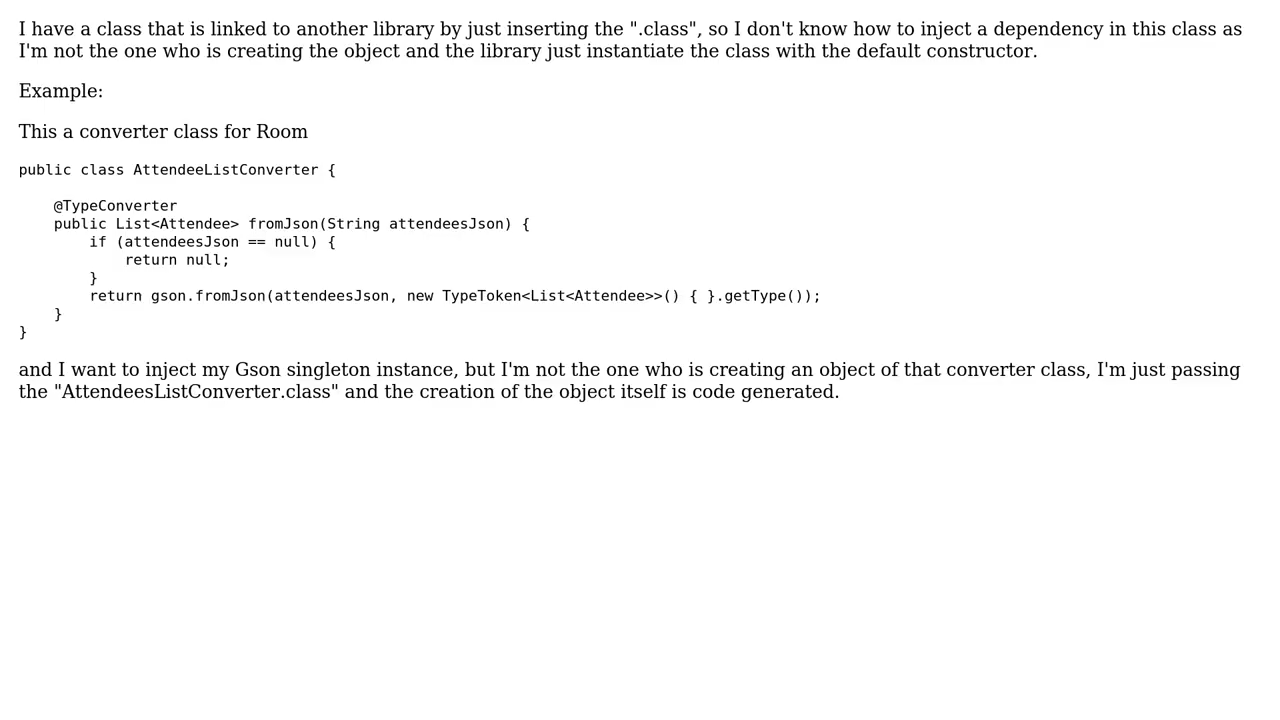 I have a class that is linked to another library by just inserting the ".class", so I don't know how to inject a dependency in this class as
I'm not the one who is creating the object and the library just instantiate the class with the default constructor.
Example:
This a converter class for Room
public class AttendeeListConverter {
    @TypeConverter
    public List<Attendee> fromJson(String attendeesJson) {
        if (attendeesJson == null) {
            return null;
        }
        return gson.fromJson(attendeesJson, new TypeToken<List<Attendee>>() { }.getType());
    }
}
and I want to inject my Gson singleton instance, but I'm not the one who is creating an object of that converter class, I'm just passing
the "AttendeesListConverter.class" and the creation of the object itself is code generated.